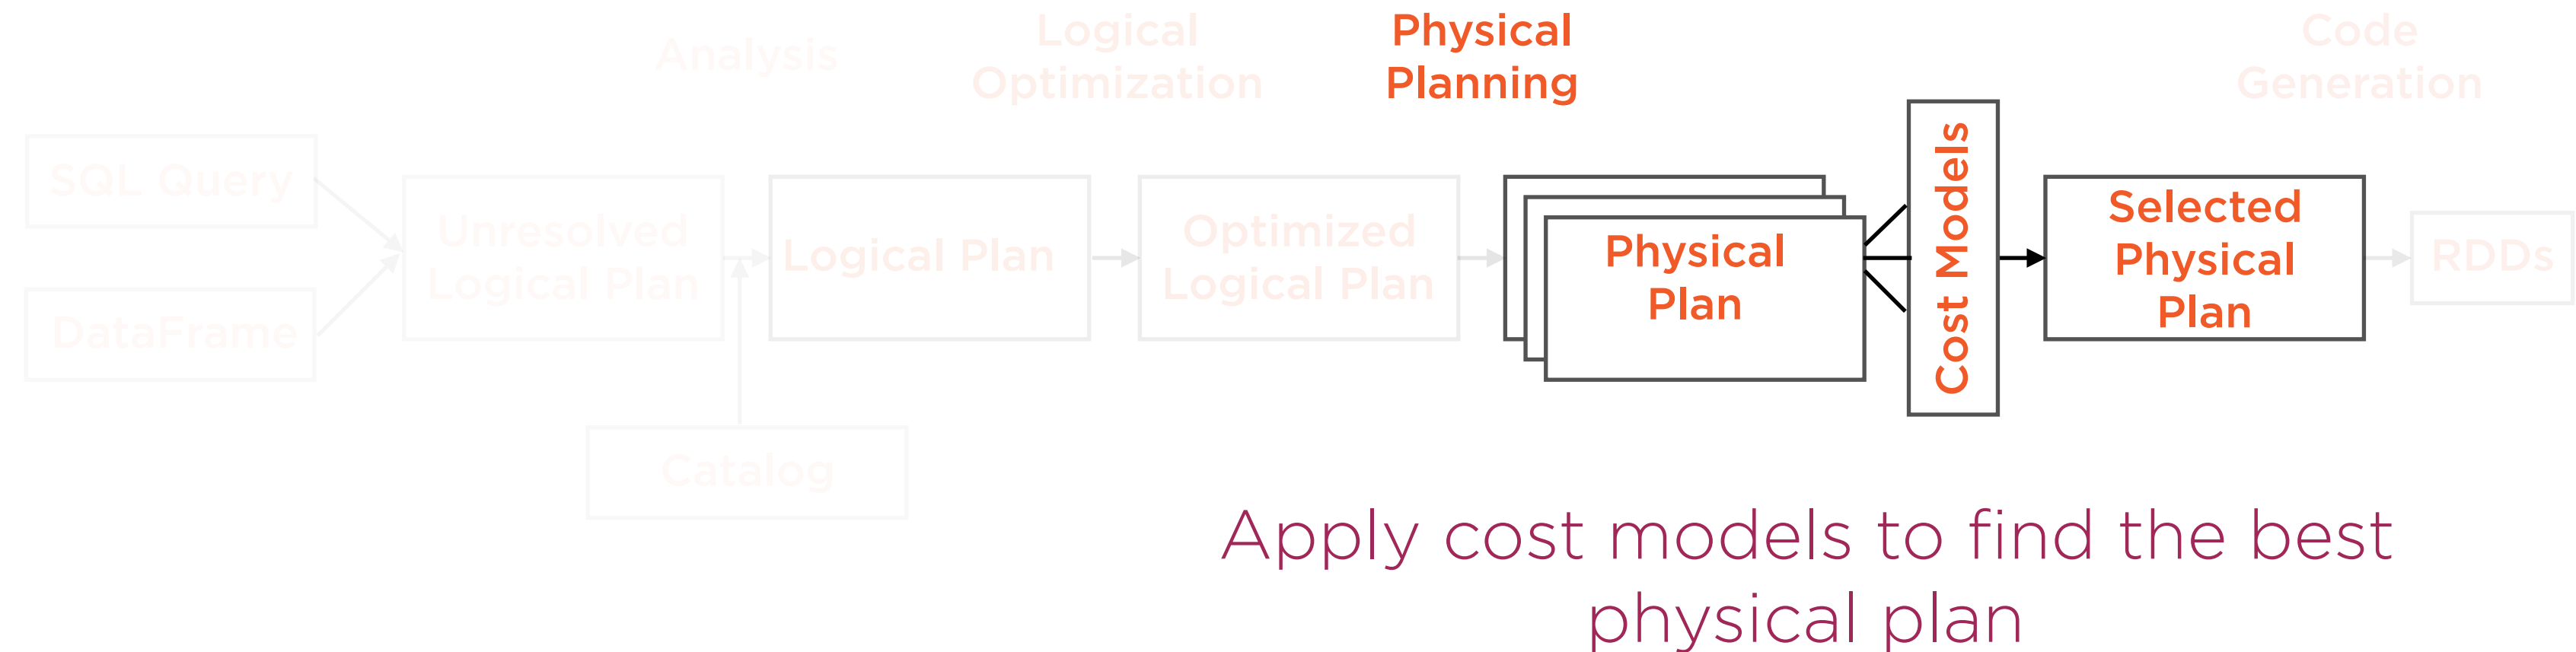 Analysis
Logical
Optimization
Physical
Planning
Code
Generation
SQL Query
DataFrame
Unresolved
Logical Plan
Catalog
Logical Plan
Optimized
Logical Plan
Physical
Plan
Cost Models
Selected
Physical
Plan
RDDs
Apply cost models to find the best
physical plan